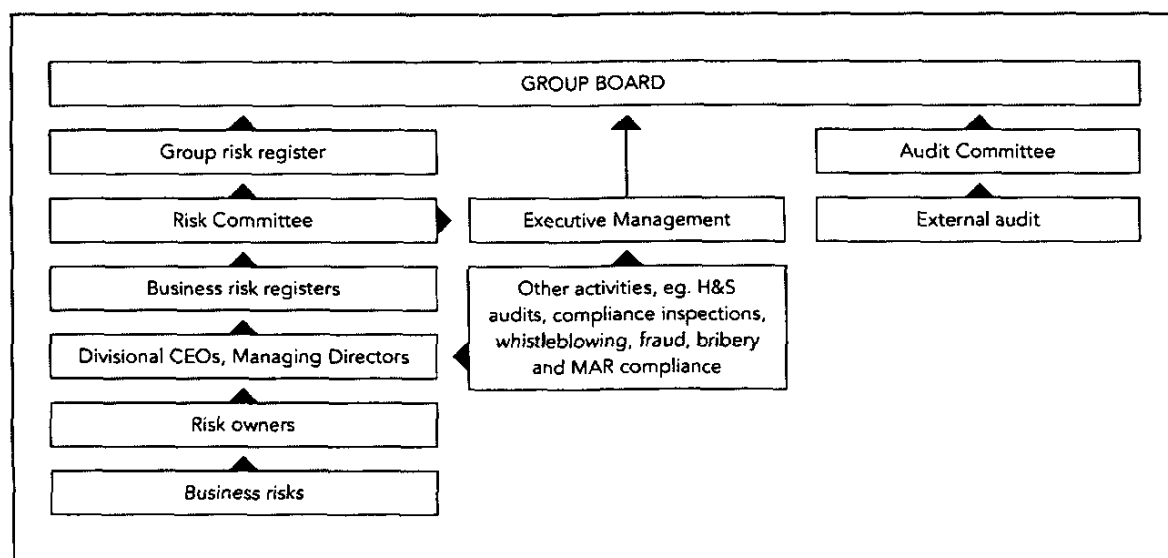 GROUP BOARD
Group risk register
Audit Committee
Risk Committee
Executive Management
External audit
Business risk registers
Other activities, eg. H&S
audits, compliance inspections,
whistleblowing, fraud, bribery
and MAR compliance
Divisional CEOs, Managing Directors
Risk owners
Business risks